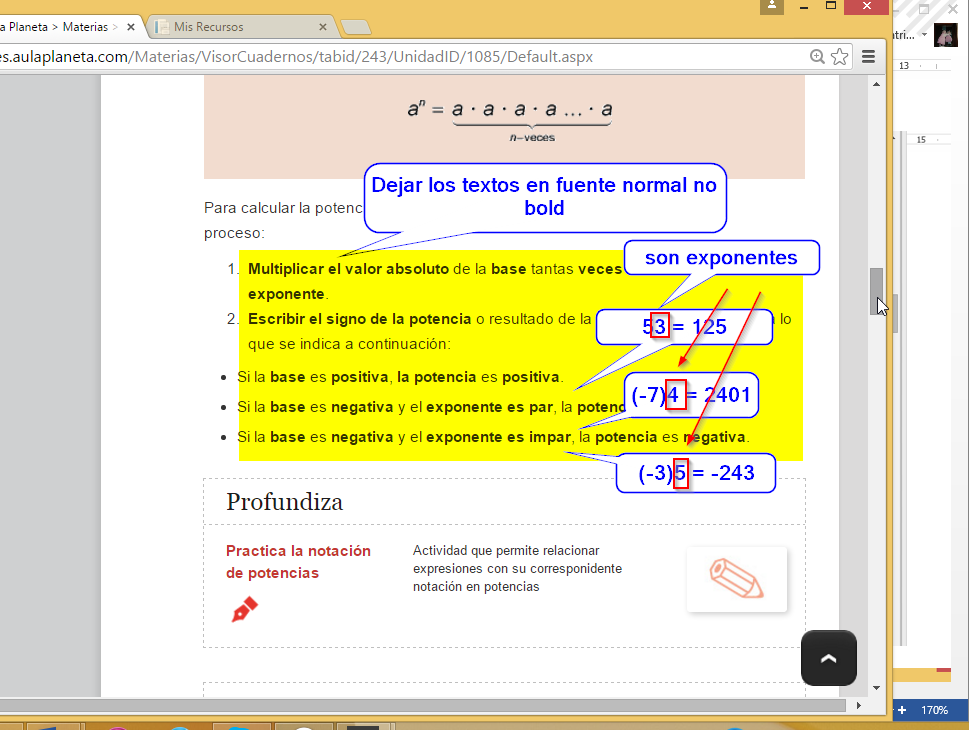 a Planeta > Materias >
Mis Recursos
es.aulaplaneta.com/Materias/VisorCuadernos/tabid/243/UnidadID/1085/Default.aspx
13
15
aⁿ = a · a · a · a ... · a
n-veces
Dejar los textos en fuente normal no
bold
Para calcular la potenc
proceso:
son exponentes
1. Multiplicar el valor absoluto de la base tantas veces
exponente.
2. Escribir el signo de la potencia o resultado de la lo
53 = 125
que se indica a continuación:
• Si la base es positiva, la potencia es positiva.
(-7)4 = 2401
• Si la base es negativa y el exponente es par, la poten
• Si la base es negativa y el exponente es impar, la potencia es negativa.
(-3)5 = -243
Profundiza
Practica la notación
de potencias
Actividad que permite relacionar
expresiones con su correponidente
notación en potencias
170%